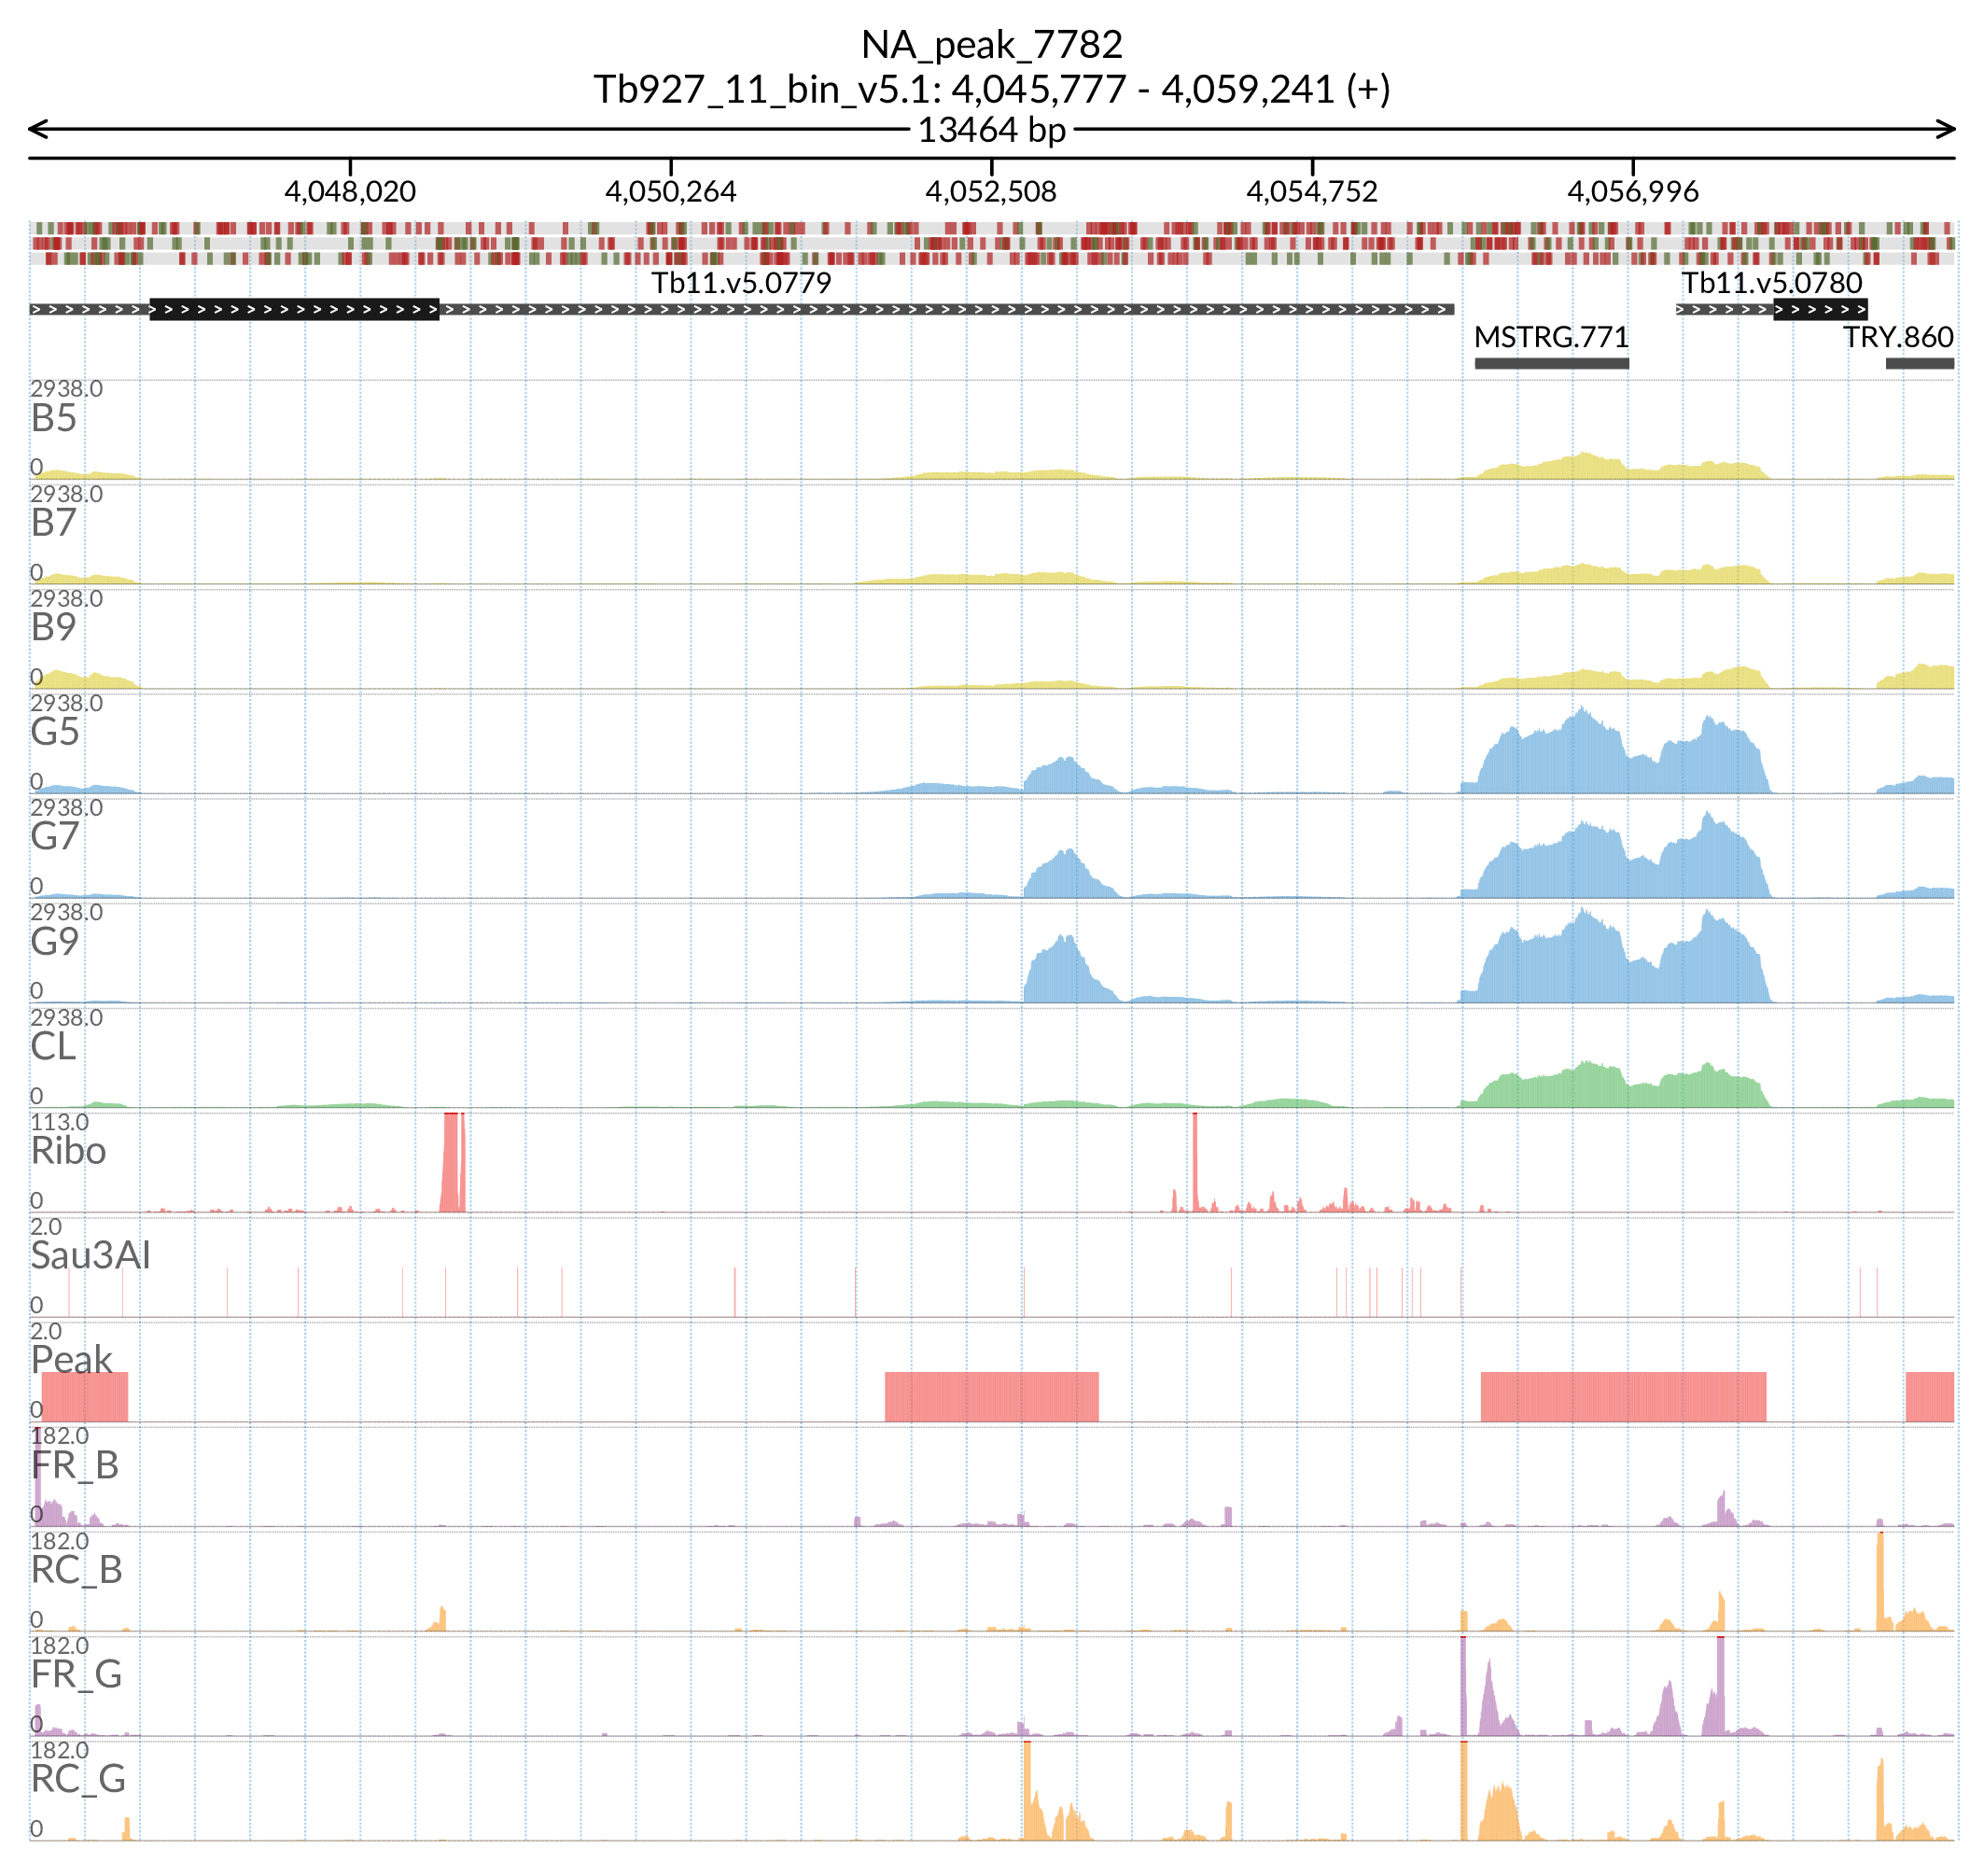 NA_peak_7782
Tb927_11_bin_v5.1: 4,045,777 - 4,059,241 (+)
13464 bp
4,048,020 4,050,264 4,052,508 4,054,752 4,056,996
Tb11.v5.0779 Tb11.v5.0780
MSTRG.771 TRY.860
2938.0
B5
0
2938.0
B7
0
2938.0
B9
0
2938.0
G5
0
2938.0
G7
0
2938.0
G9
0
2938.0
CL
0
113.0
Ribo
0
2.0
Sau3AI
0
2.0
Peak
0
182.0
FR_B
0
182.0
RC_B
0
182.0
FR_G
0
182.0
RC_G
0